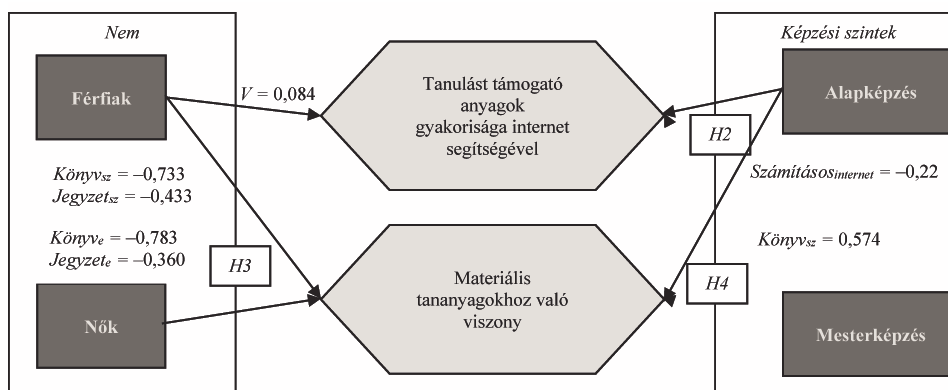 Nem
Képzési szintek
Férfiak
V = 0,084
Tanulást támogató
anyagok
gyakorisága internet
segítségével
Alapképzés
H2
Könyvsz = –0,733
Jegyzetsz = –0,433
Számításosinternet = –0,22
Könyve = –0,783
Jegyzete = –0,360
H3
Könyvsz = 0,574
Materiális
tananyagokhoz való
viszony
H4
Nők
Mesterképzés